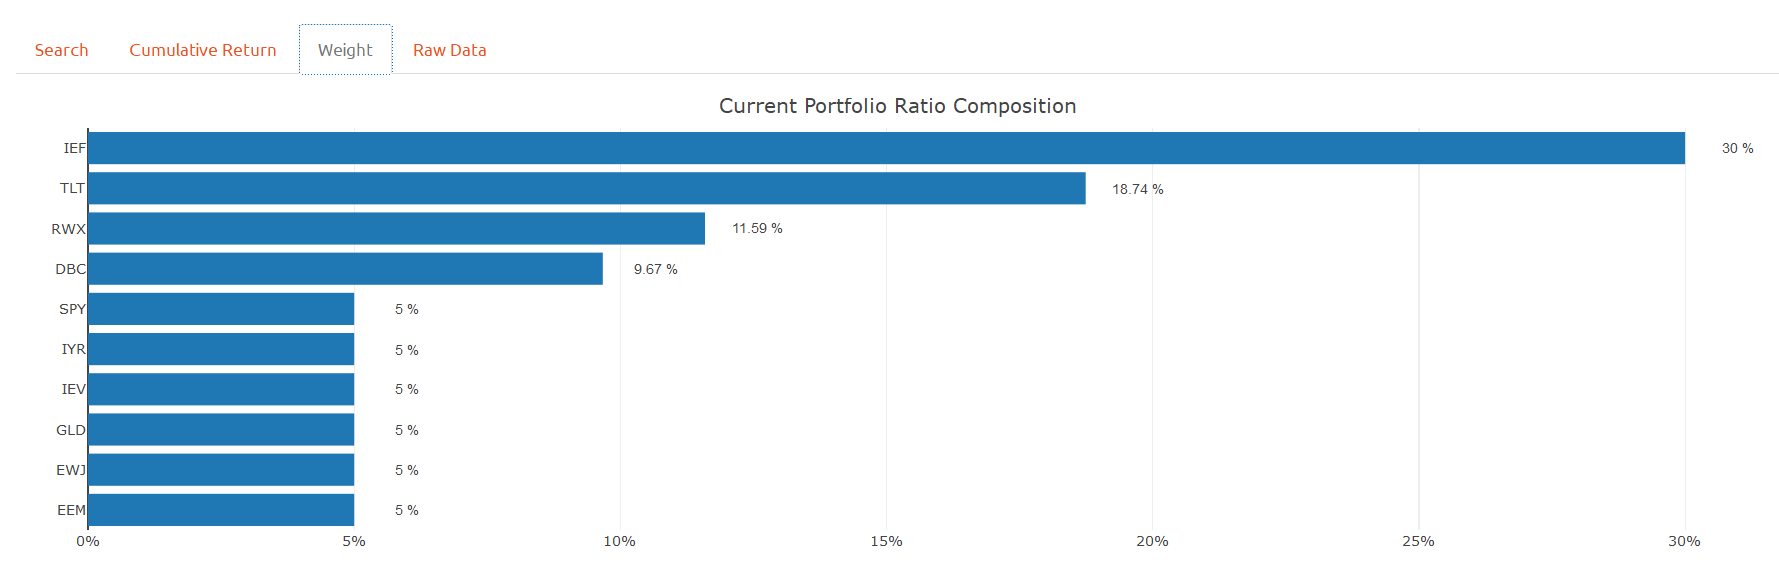 Search Cumulative Return Weight Raw Data
Current Portfolio Ratio Composition
IEF 30 %
TLT 18.74 %
RWX 11.59 %
DBC 9.67 %
SPY 5 %
IYR 5 %
IEV 5 %
GLD 5 %
EWJ 5 %
EEM 5 %
0% 5% 10% 15% 20% 25% 30%